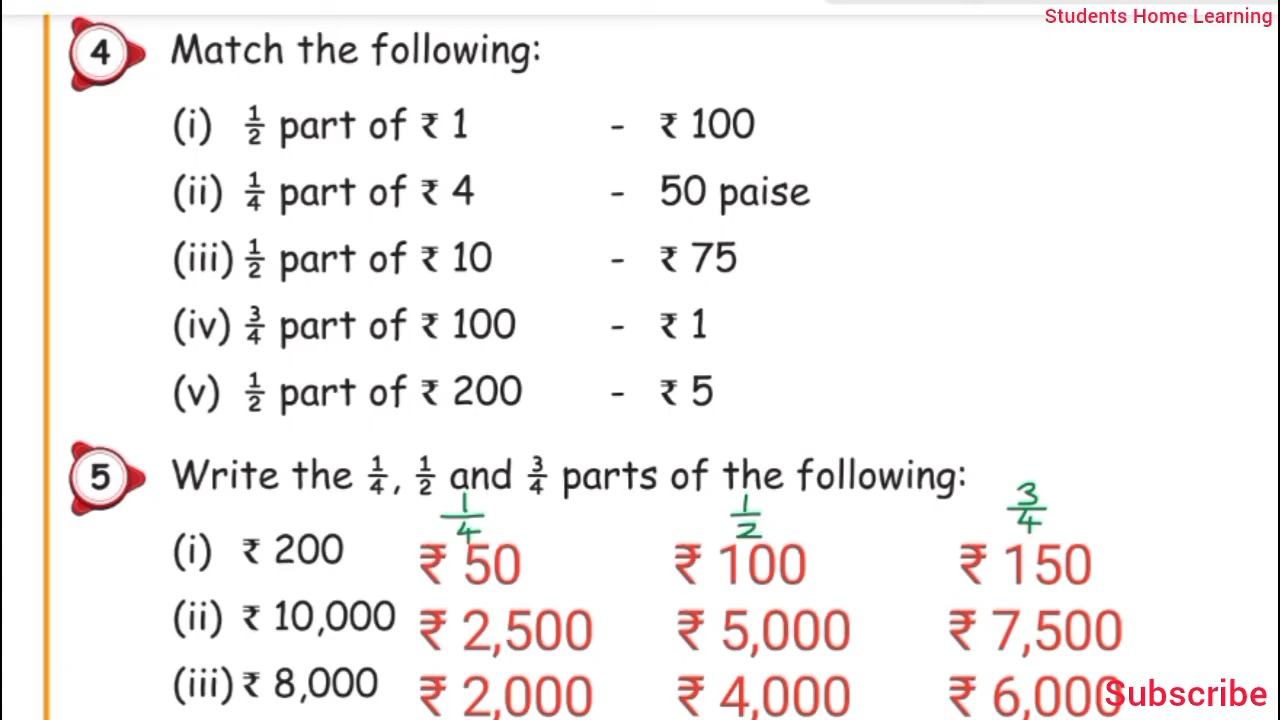 Students Home Learning
4 Match the following:
(i) 1/2 part of ₹ 1 - ₹ 100
(ii) 1/4 part of ₹ 4 - 50 paise
(iii) 1/2 part of ₹ 10 - ₹ 75
(iv) 3/4 part of ₹ 100 - ₹ 1
(v) 1/2 part of ₹ 200 - ₹ 5
5 Write the 1/4, 1/2 and 3/4 parts of the following:
1/4 1/2 3/4
(i) ₹ 200 ₹ 50 ₹ 100 ₹ 150
(ii) ₹ 10,000 ₹ 2,500 ₹ 5,000 ₹ 7,500
(iii) ₹ 8,000 ₹ 2,000 ₹ 4,000 ₹ 6,000
Subscribe